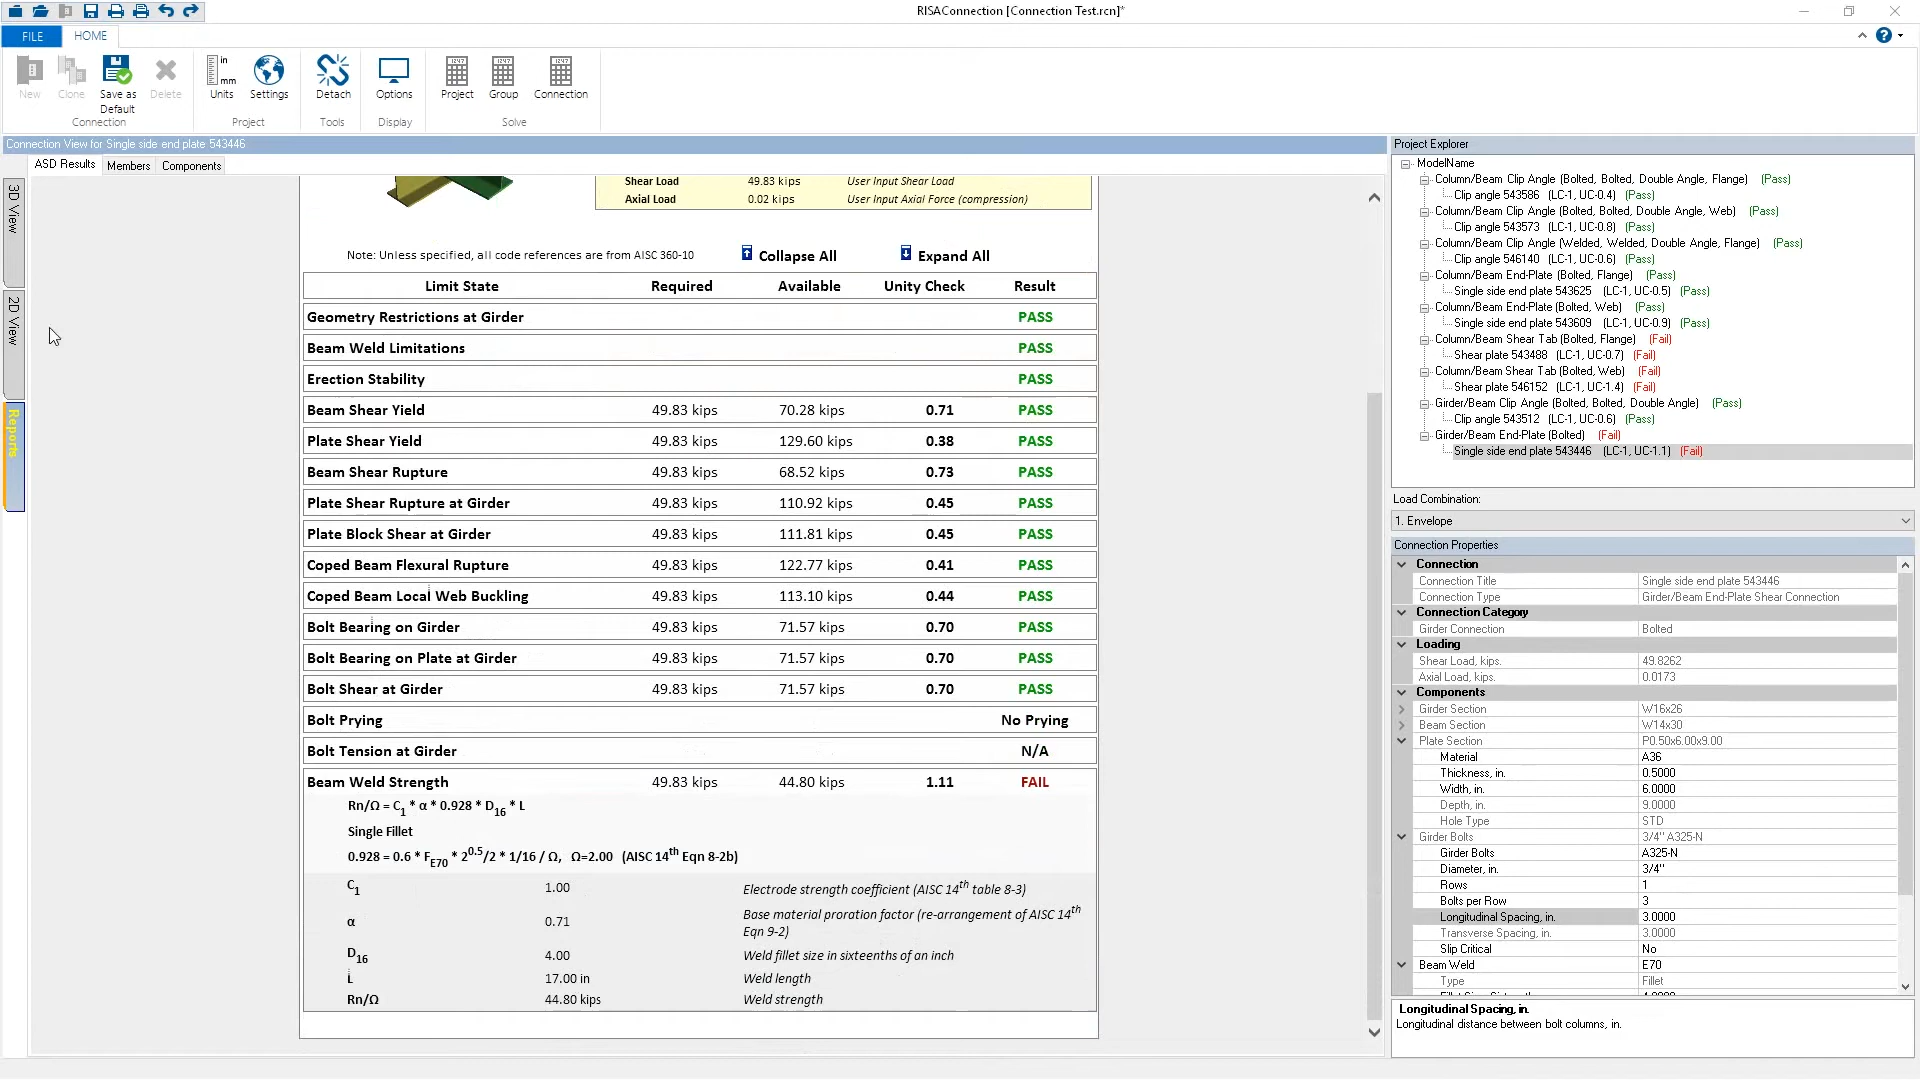 RISAConnection [Connection Test.rcn]*
FILE
HOME
New
Clone
Save as
Default
Delete
in
mm
Units
Settings
Detach
Options
Project
Group
Connection
Connection
Project
Tools
Display
Solve
Connection View for Single side end plate 543446
ASD Results
Members
Components
3D View
2D View
Reports
Shear Load 49.83 kips User Input Shear Load
Axial Load 0.02 kips User Input Axial Force (compression)
Note: Unless specified, all code references are from AISC 360-10
Collapse All
Expand All
Limit State Required Available Unity Check Result
Geometry Restrictions at Girder PASS
Beam Weld Limitations PASS
Erection Stability PASS
Beam Shear Yield 49.83 kips 70.28 kips 0.71 PASS
Plate Shear Yield 49.83 kips 129.60 kips 0.38 PASS
Beam Shear Rupture 49.83 kips 68.52 kips 0.73 PASS
Plate Shear Rupture at Girder 49.83 kips 110.92 kips 0.45 PASS
Plate Block Shear at Girder 49.83 kips 111.81 kips 0.45 PASS
Coped Beam Flexural Rupture 49.83 kips 122.77 kips 0.41 PASS
Coped Beam Local Web Buckling 49.83 kips 113.10 kips 0.44 PASS
Bolt Bearing on Girder 49.83 kips 71.57 kips 0.70 PASS
Bolt Bearing on Plate at Girder 49.83 kips 71.57 kips 0.70 PASS
Bolt Shear at Girder 49.83 kips 71.57 kips 0.70 PASS
Bolt Prying No Prying
Bolt Tension at Girder N/A
Beam Weld Strength 49.83 kips 44.80 kips 1.11 FAIL
Rn/Ω = C1 * α * 0.928 * D16 * L
Single Fillet
0.928 = 0.6 * FE70 * 2^0.5/2 * 1/16 / Ω, Ω=2.00 (AISC 14th Eqn 8-2b)
C1 1.00 Electrode strength coefficient (AISC 14th table 8-3)
α 0.71 Base material proration factor (re-arrangement of AISC 14th
Eqn 9-2)
D16 4.00 Weld fillet size in sixteenths of an inch
L 17.00 in Weld length
Rn/Ω 44.80 kips Weld strength
Project Explorer
ModelName
Column/Beam Clip Angle (Bolted, Bolted, Double Angle, Flange) (Pass)
Clip angle 543586 (LC-1, UC-0.4) (Pass)
Column/Beam Clip Angle (Bolted, Bolted, Double Angle, Web) (Pass)
Clip angle 543573 (LC-1, UC-0.8) (Pass)
Column/Beam Clip Angle (Welded, Welded, Double Angle, Flange) (Pass)
Clip angle 546140 (LC-1, UC-0.6) (Pass)
Column/Beam End-Plate (Bolted, Flange) (Pass)
Single side end plate 543625 (LC-1, UC-0.5) (Pass)
Column/Beam End-Plate (Bolted, Web) (Pass)
Single side end plate 543609 (LC-1, UC-0.9) (Pass)
Column/Beam Shear Tab (Bolted, Flange) (Fail)
Shear plate 543488 (LC-1, UC-0.7) (Fail)
Column/Beam Shear Tab (Bolted, Web) (Fail)
Shear plate 546152 (LC-1, UC-1.4) (Fail)
Girder/Beam Clip Angle (Bolted, Bolted, Double Angle) (Pass)
Clip angle 543512 (LC-1, UC-0.6) (Pass)
Girder/Beam End-Plate (Bolted) (Fail)
Single side end plate 543446 (LC-1, UC-1.1) (Fail)
Load Combination:
1. Envelope
Connection Properties
Connection
Connection Title Single side end plate 543446
Connection Type Girder/Beam End-Plate Shear Connection
Connection Category
Girder Connection Bolted
Loading
Shear Load, kips. 49.8262
Axial Load, kips. 0.0173
Components
Girder Section W16x26
Beam Section W14x30
Plate Section P0.50x6.00x9.00
Material A36
Thickness, in. 0.5000
Width, in. 6.0000
Depth, in. 9.0000
Hole Type STD
Girder Bolts 3/4'' A325-N
Girder Bolts A325-N
Diameter, in. 3/4''
Rows 1
Bolts per Row 3
Longitudinal Spacing, in. 3.0000
Transverse Spacing, in. 3.0000
Slip Critical No
Beam Weld E70
Type Fillet
Longitudinal Spacing, in.
Longitudinal distance between bolt columns, in.